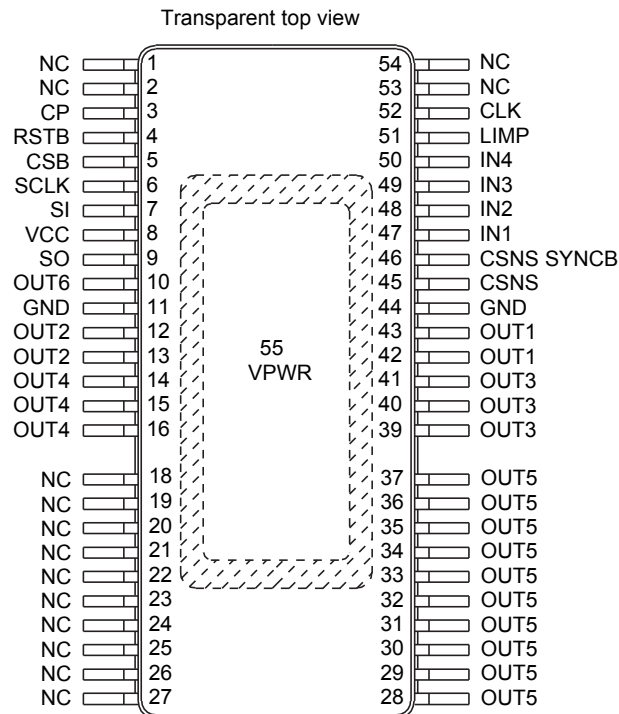 Transparent top view
NC 1 54 NC
NC 2 53 NC
CP 3 52 CLK
RSTB 4 51 LIMP
CSB 5 50 IN4
SCLK 6 49 IN3
SI 7 48 IN2
VCC 8 47 IN1
SO 9 46 CSNS SYNCB
OUT6 10 45 CSNS
GND 11 44 GND
OUT2 12 43 OUT1
OUT2 13 42 OUT1
OUT4 14 41 OUT3
OUT4 15 40 OUT3
OUT4 16 39 OUT3
55
VPWR
NC 18 37 OUT5
NC 19 36 OUT5
NC 20 35 OUT5
NC 21 34 OUT5
NC 22 33 OUT5
NC 23 32 OUT5
NC 24 31 OUT5
NC 25 30 OUT5
NC 26 29 OUT5
NC 27 28 OUT5